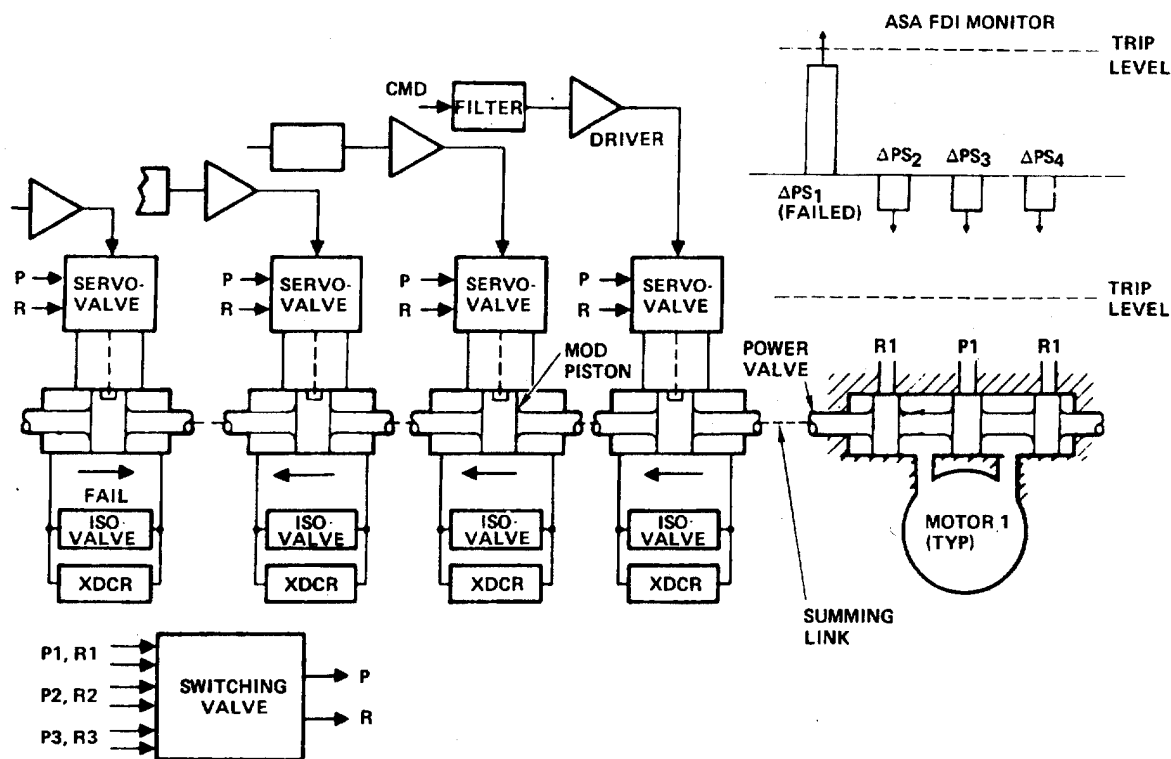 ASA FDI MONITOR
TRIP
LEVEL
CMD
FILTER
DRIVER
ΔPS1
(FAILED)
ΔPS2
ΔPS3
ΔPS4
TRIP
LEVEL
P
R
SERVO-
VALVE
P
R
SERVO-
VALVE
P
R
SERVO-
VALVE
P
R
SERVO-
VALVE
MOD
PISTON
POWER
VALVE
R1
P1
R1
FAIL
ISO
VALVE
XDCR
ISO
VALVE
XDCR
ISO
VALVE
XDCR
ISO
VALVE
XDCR
MOTOR 1
(TYP)
SUMMING
LINK
P1, R1
P2, R2
P3, R3
SWITCHING
VALVE
P
R